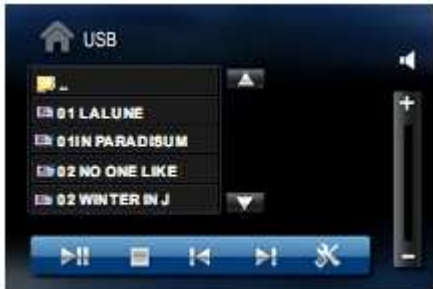 USB
..
01 LALUNE
01IN PARADISUM
02 NO ONE LIKE
02 WINTER IN J